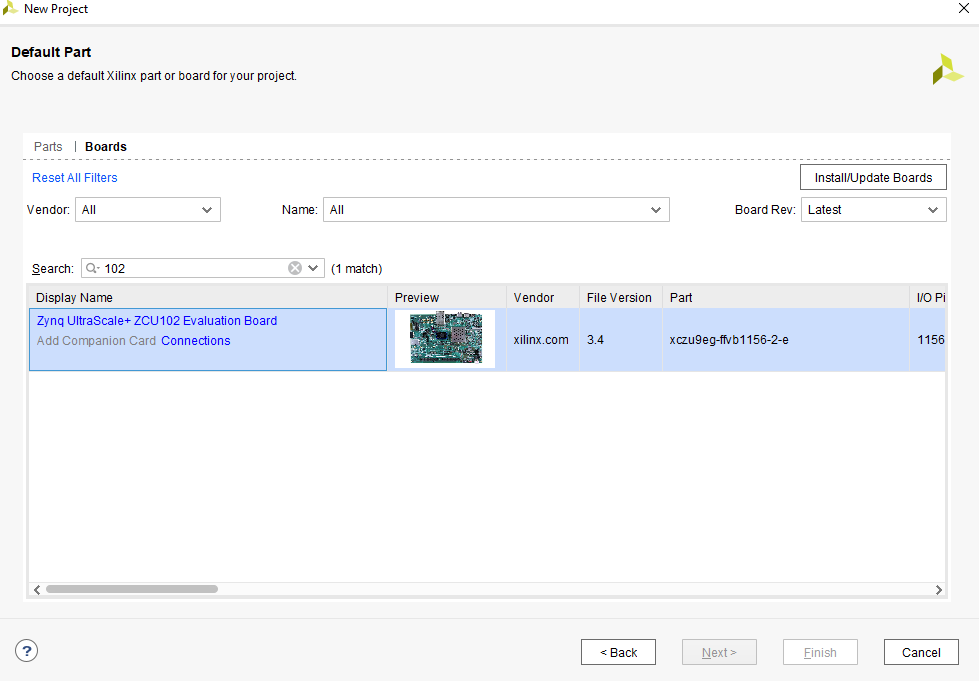 New Project
Default Part
Choose a default Xilinx part or board for your project.
Parts | Boards
Reset All Filters
Install/Update Boards
Vendor: All Name: All Board Rev: Latest
Search: 102 (1 match)
Display Name Preview Vendor File Version Part I/O Pi
Zynq UltraScale+ ZCU102 Evaluation Board
Add Companion Card Connections
xilinx.com 3.4 xczu9eg-ffvb1156-2-e 1156
? < Back Next > Finish Cancel